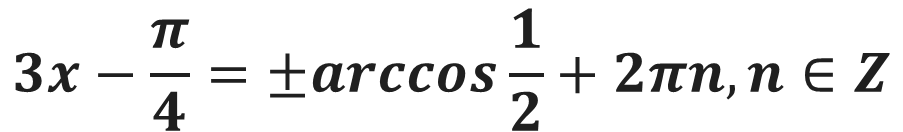 3x − π/4 = ±arccos 1/2 + 2πn, n ∈ Z